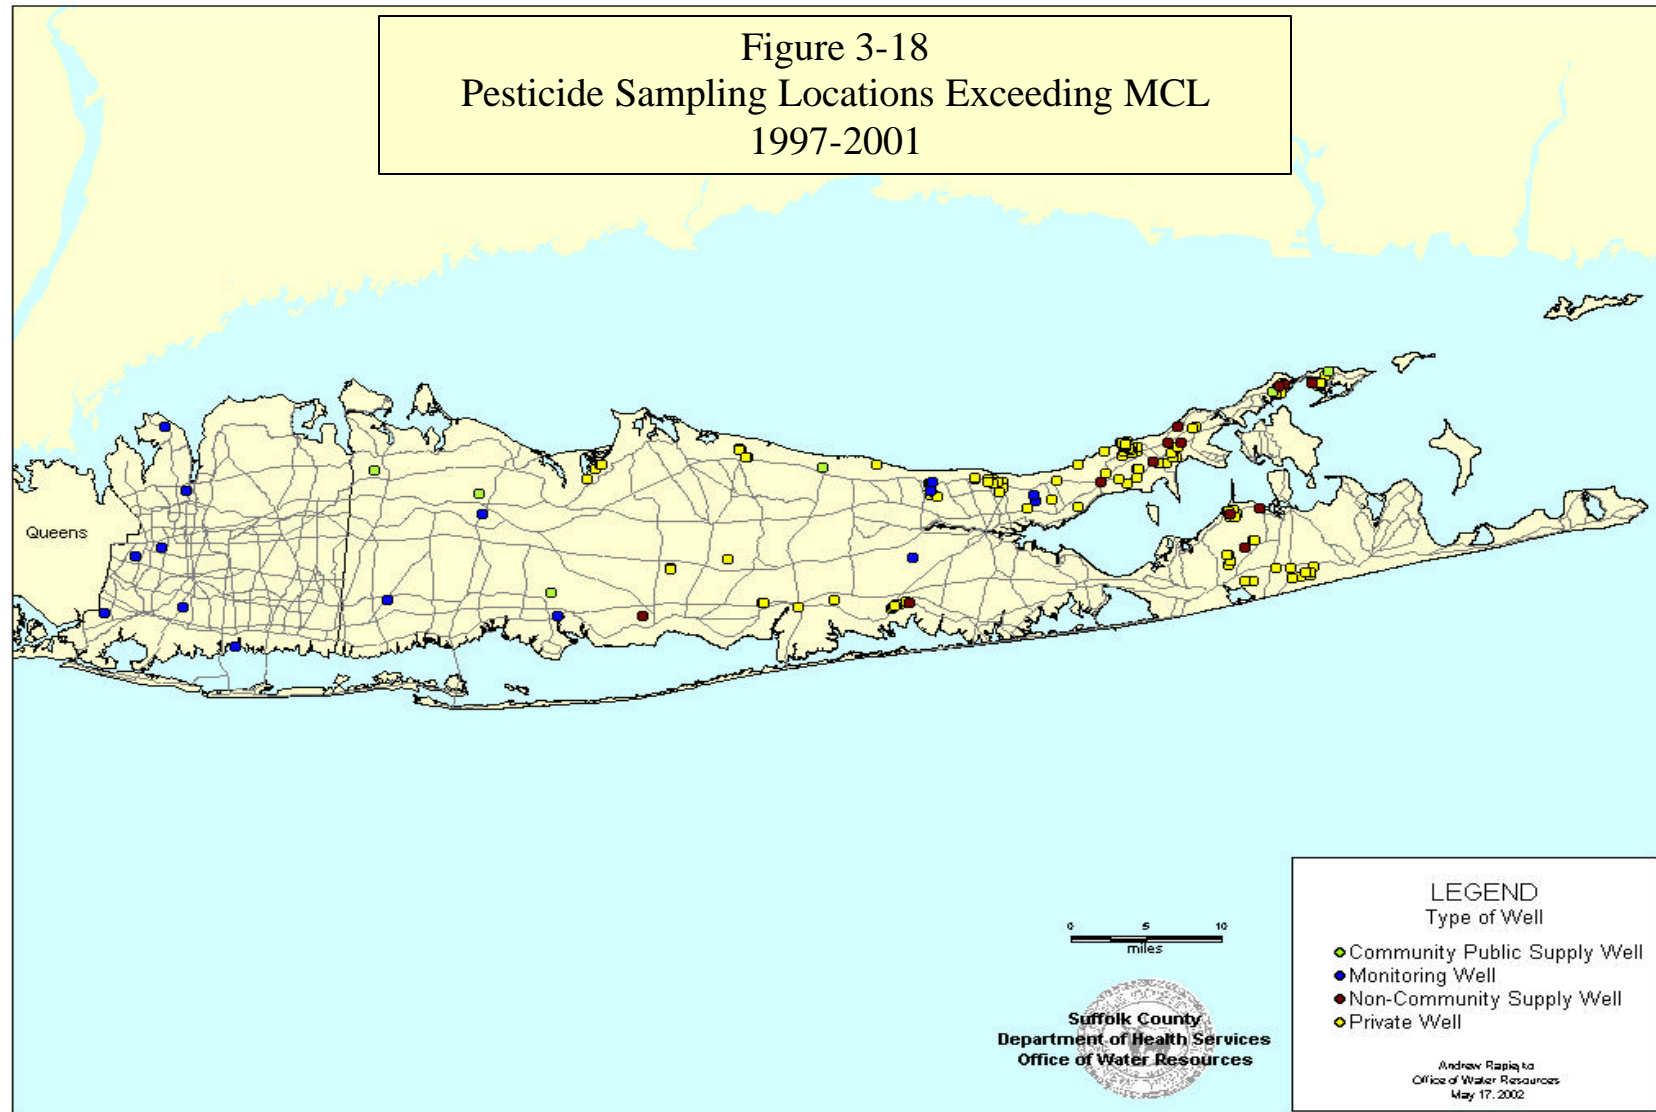 Figure 3-18
Pesticide Sampling Locations Exceeding MCL
1997-2001
Queens
0 5 10
miles
Suffolk County
Department of Health Services
Office of Water Resources
LEGEND
Type of Well
Community Public Supply Well
Monitoring Well
Non-Community Supply Well
Private Well
Andrew Rapiejko
Office of Water Resources
May 17, 2002